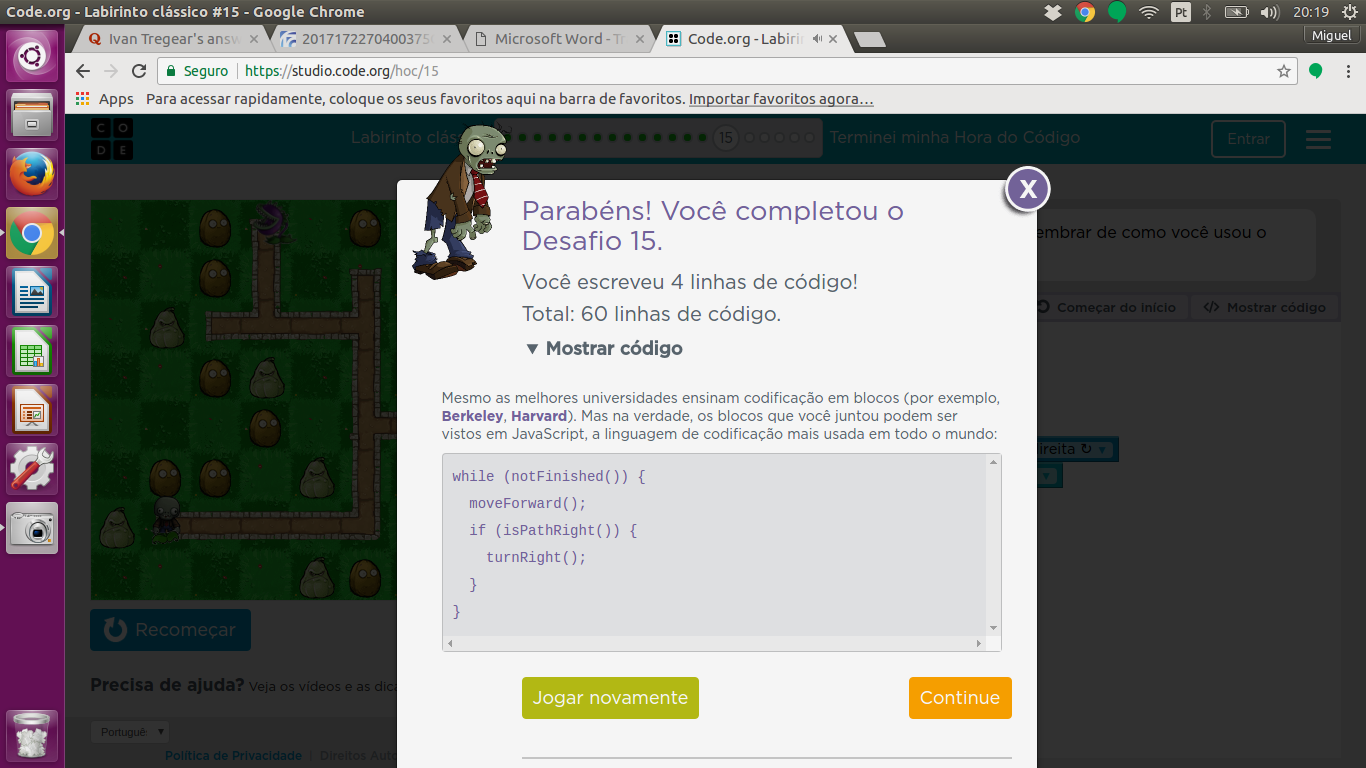 Code.org - Labirinto clássico #15 - Google Chrome
Pt
20:19
Ivan Tregear's answ
Microsoft Word - Tr
Code.org - Labiri
Miguel
Seguro
https://studio.code.org/hoc/15
Apps
Para acessar rapidamente, coloque os seus favoritos aqui na barra de favoritos. Importar favoritos agora…
C O
D E
Labirinto clás
15
Terminei minha Hora do Código
Entrar
X
Parabéns! Você completou o
Desafio 15.
embrar de como você usou o
Você escreveu 4 linhas de código!
Total: 60 linhas de código.
Começar do início
Mostrar código
▼ Mostrar código
Mesmo as melhores universidades ensinam codificação em blocos (por exemplo,
Berkeley, Harvard). Mas na verdade, os blocos que você juntou podem ser
vistos em JavaScript, a linguagem de codificação mais usada em todo o mundo:
ireita ↻ ▼
while (notFinished()) {
moveForward();
if (isPathRight()) {
turnRight();
}
}
Recomeçar
Precisa de ajuda? Veja os vídeos e as dica
Jogar novamente
Continue
Portuguê
Política de Privacidade | Direitos Auto